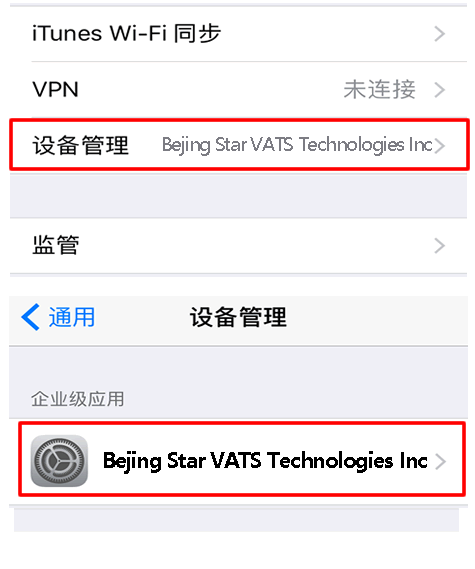 iTunes Wi-Fi 同步
VPN 未连接
设备管理 Bejing Star VATS Technologies Inc
监管
通用 设备管理
企业级应用
Bejing Star VATS Technologies Inc